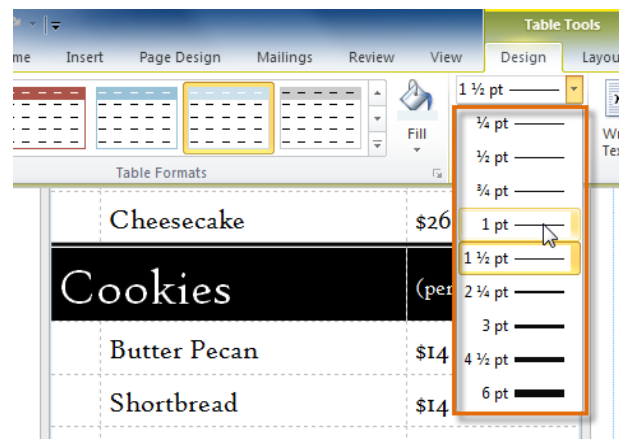 Table Tools
me Insert Page Design Mailings Review View Design Layou
1 ½ pt
Fill
Table Formats
¼ pt
½ pt
¾ pt
1 pt
1 ½ pt
2 ¼ pt
3 pt
4 ½ pt
6 pt
Wr
Tex
Cheesecake $26
Cookies (per
Butter Pecan $14
Shortbread $14